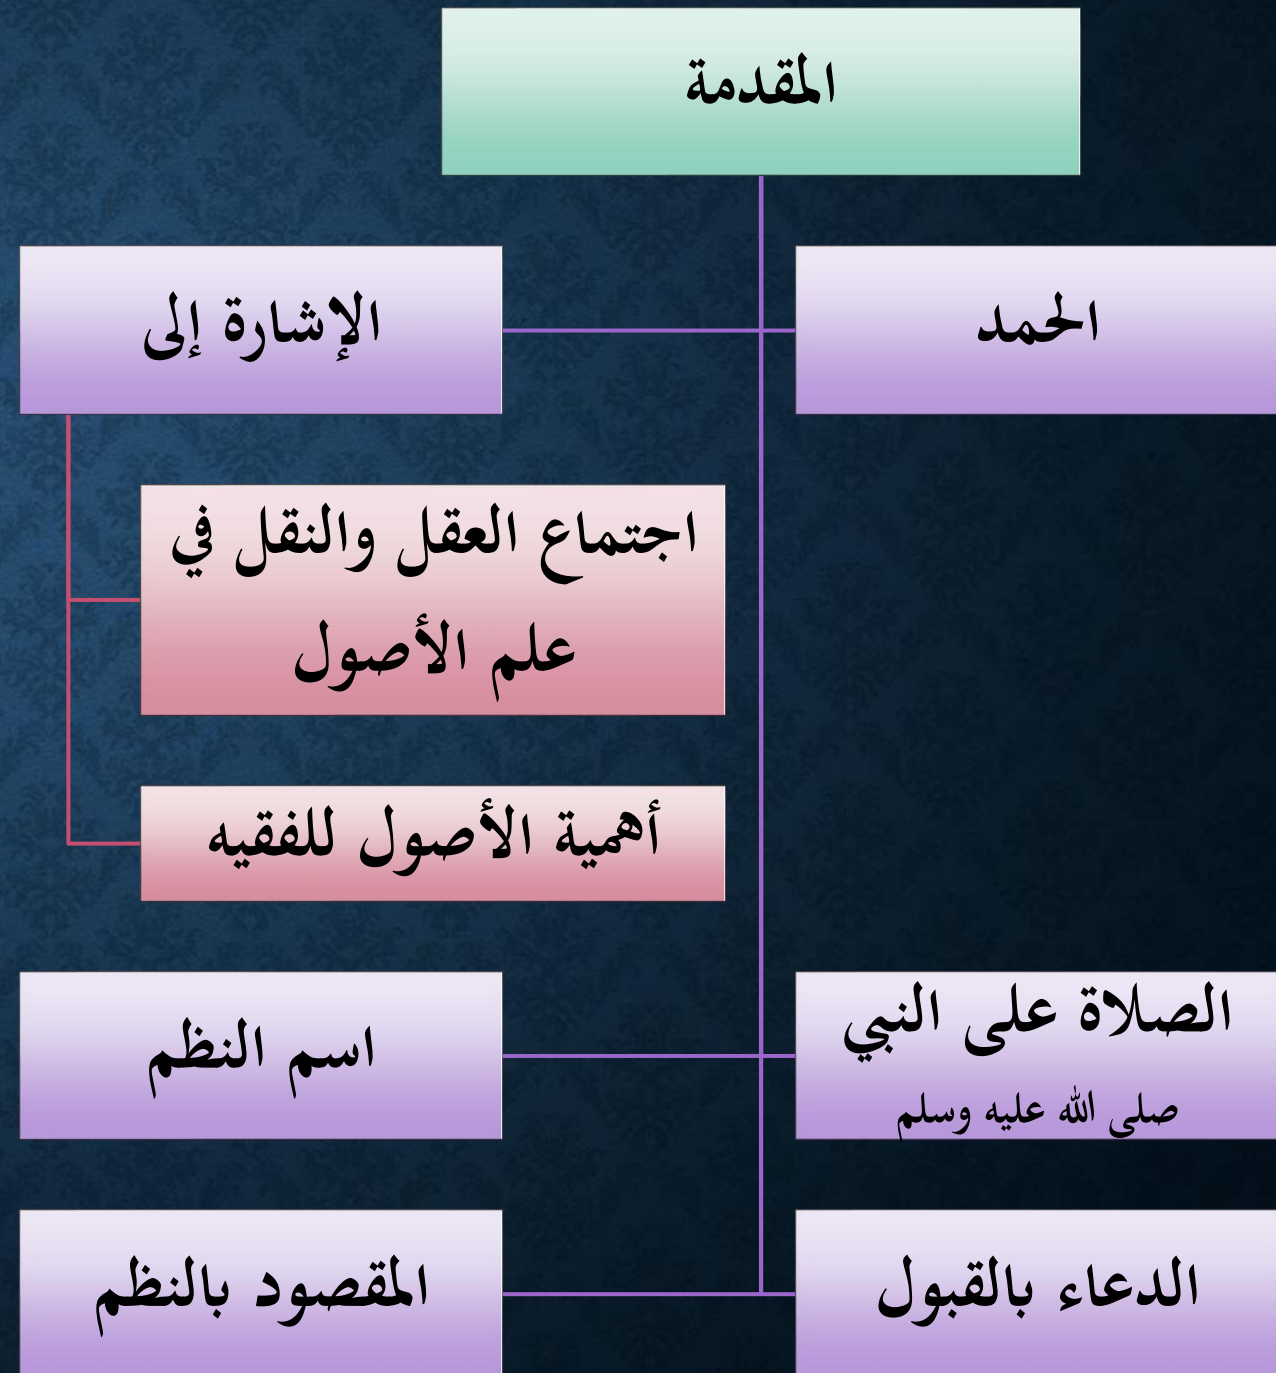 المقدمة
الحمد
الإشارة إلى
اجتماع العقل والنقل في
علم الأصول
أهمية الأصول للفقيه
الصلاة على النبي
صلى الله عليه وسلم
اسم النظم
الدعاء بالقبول
المقصود بالنظم